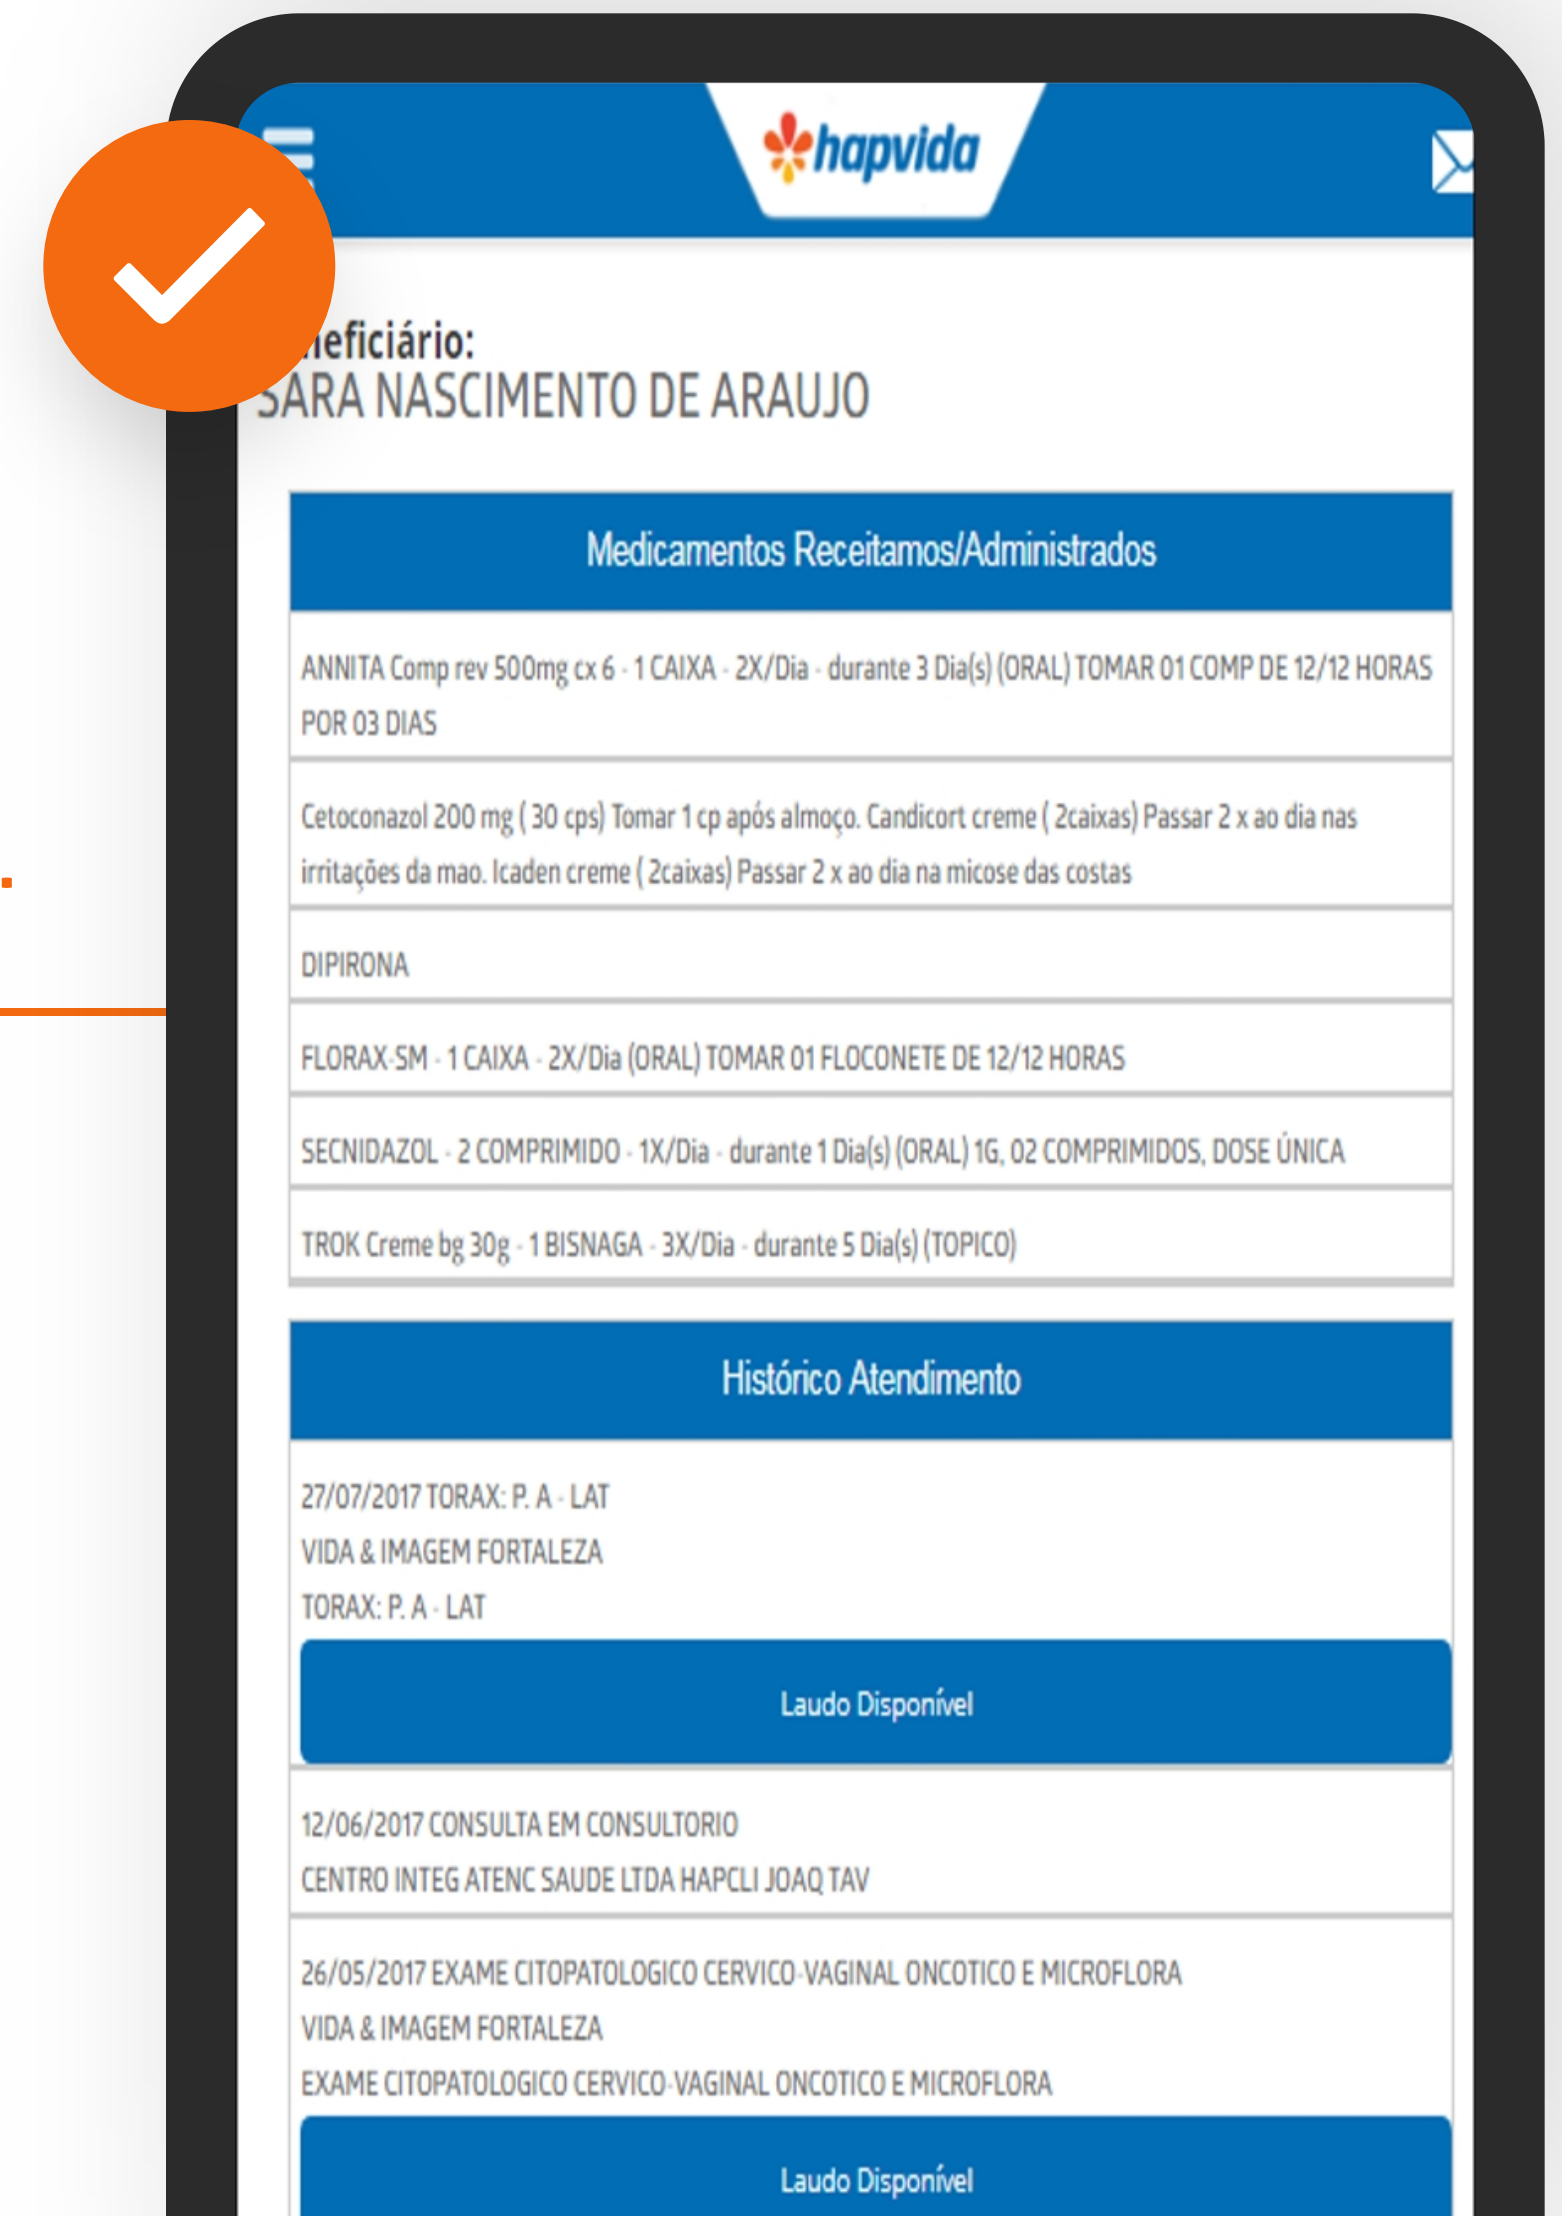 hapvida
neficiário:
SARA NASCIMENTO DE ARAUJO
Medicamentos Receitamos/Administrados
ANNITA Comp rev 500mg cx 6 - 1 CAIXA - 2X/Dia - durante 3 Dia(s) (ORAL) TOMAR 01 COMP DE 12/12 HORAS
POR 03 DIAS
Cetoconazol 200 mg ( 30 cps) Tomar 1 cp após almoço. Candicort creme ( 2caixas) Passar 2 x ao dia nas
irritações da mao. Icaden creme ( 2caixas) Passar 2 x ao dia na micose das costas
DIPIRONA
FLORAX-SM - 1 CAIXA - 2X/Dia (ORAL) TOMAR 01 FLOCONETE DE 12/12 HORAS
SECNIDAZOL - 2 COMPRIMIDO - 1X/Dia - durante 1 Dia(s) (ORAL) 1G, 02 COMPRIMIDOS, DOSE ÚNICA
TROK Creme bg 30g - 1 BISNAGA - 3X/Dia - durante 5 Dia(s) (TOPICO)
Histórico Atendimento
27/07/2017 TORAX: P. A - LAT
VIDA & IMAGEM FORTALEZA
TORAX: P. A - LAT
Laudo Disponível
12/06/2017 CONSULTA EM CONSULTORIO
CENTRO INTEG ATENC SAUDE LTDA HAPCLI JOAQ TAV
26/05/2017 EXAME CITOPATOLOGICO CERVICO-VAGINAL ONCOTICO E MICROFLORA
VIDA & IMAGEM FORTALEZA
EXAME CITOPATOLOGICO CERVICO-VAGINAL ONCOTICO E MICROFLORA
Laudo Disponível